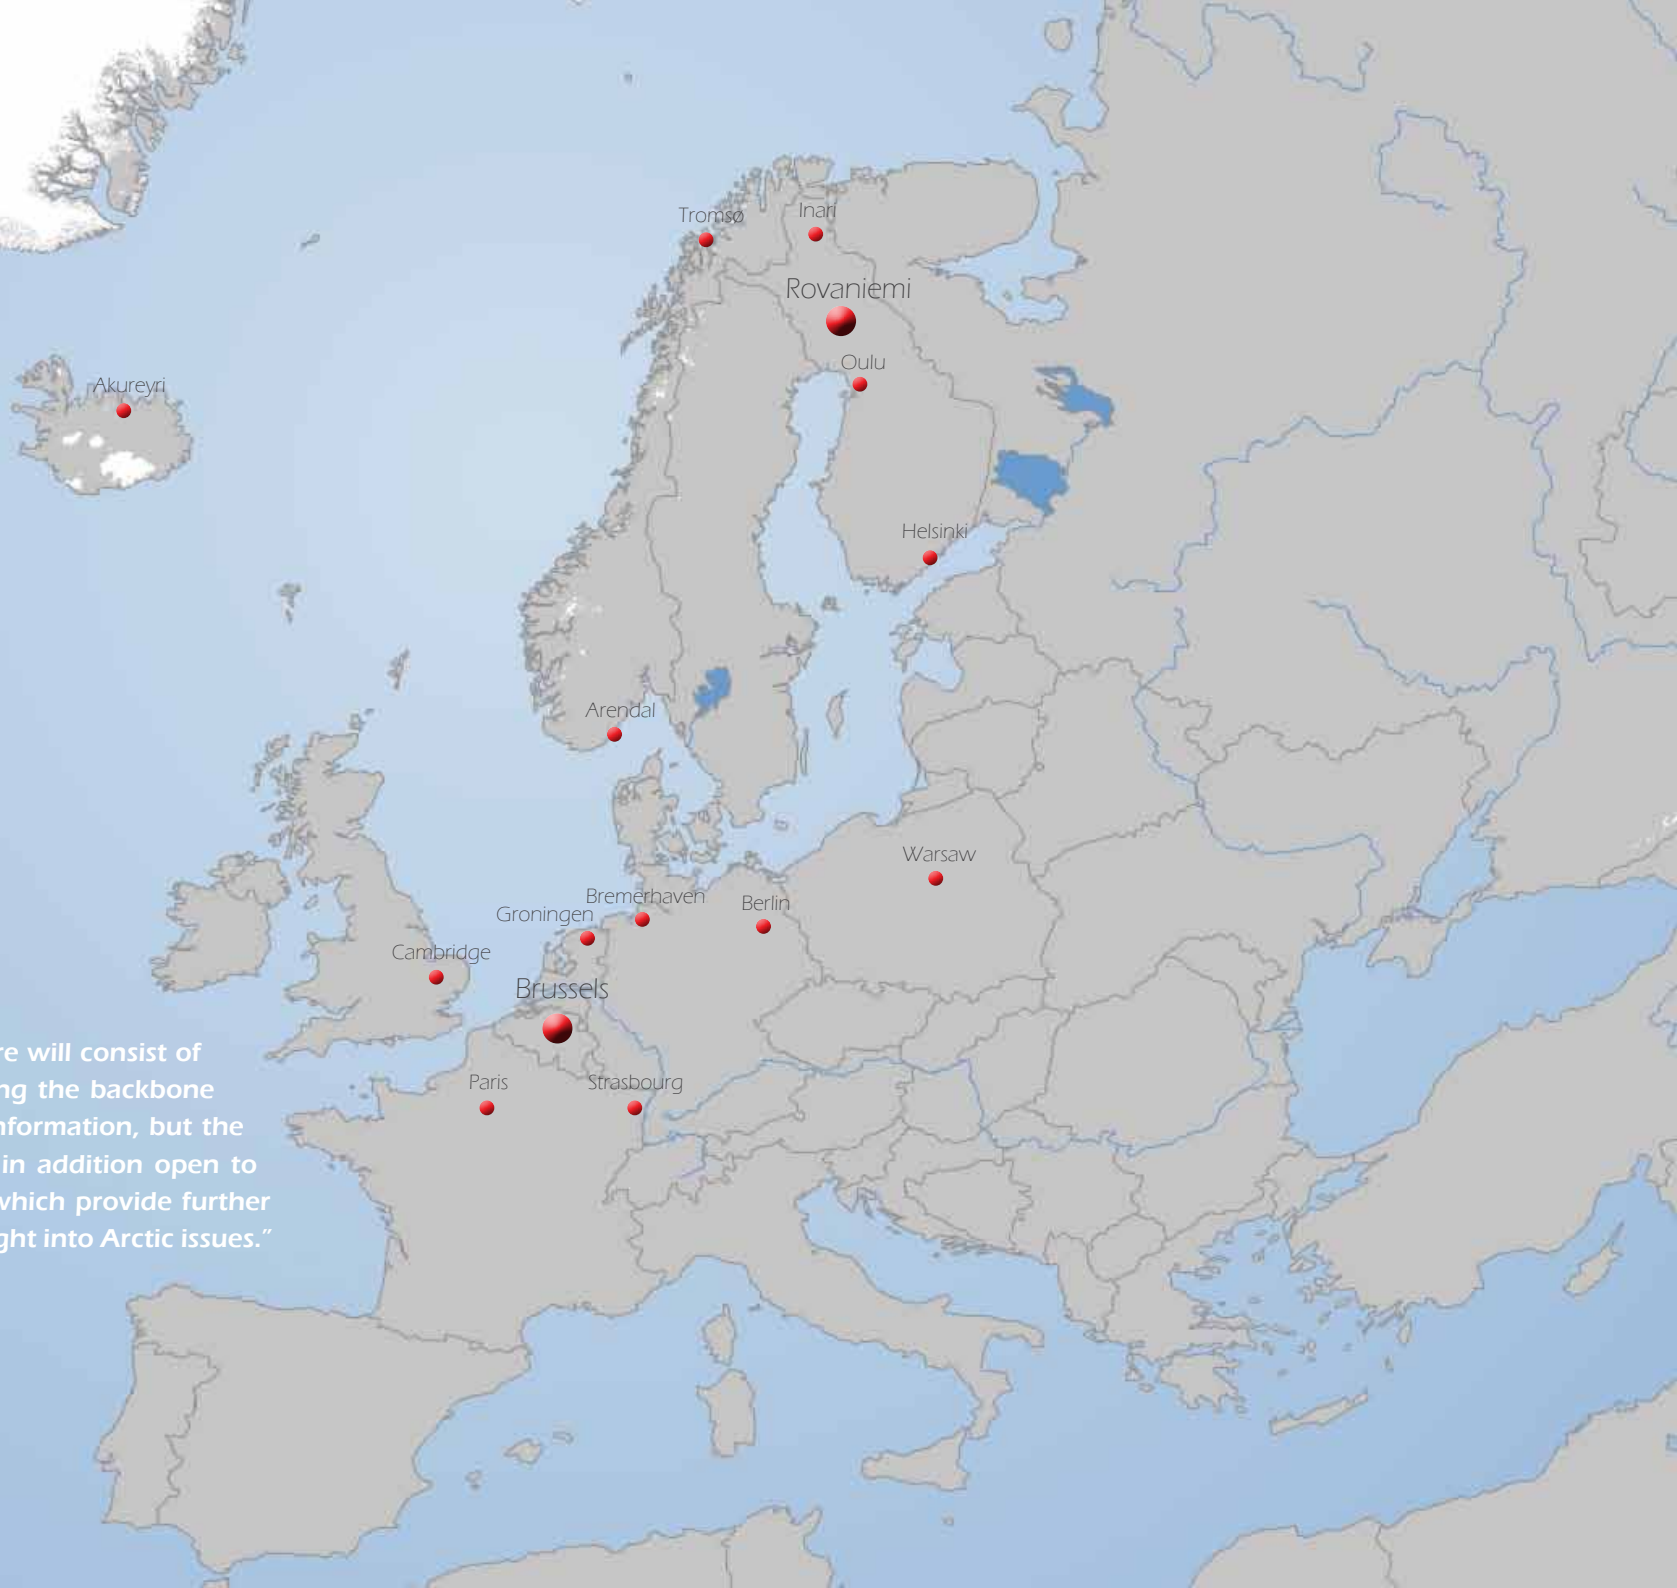 Tromsø
Inari
Rovaniemi
Oulu
Akureyri
Helsinki
Arendal
Warsaw
Bremerhaven
Berlin
Groningen
Cambridge
Brussels
re will consist of
ng the backbone
nformation, but the
in addition open to
which provide further
ght into Arctic issues.”
Paris
Strasbourg